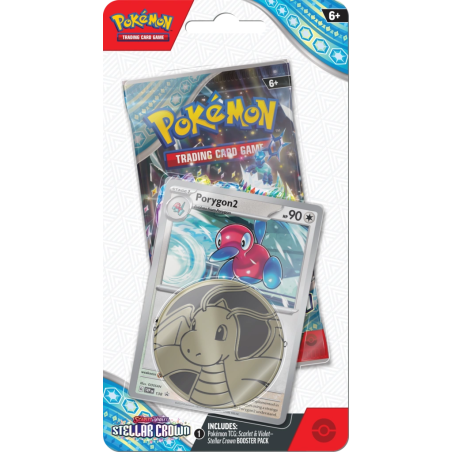 Pokémon
TRADING CARD GAME
6+
6+
Pokémon
TRADING CARD GAME
Porygon2
HP 90
INCLUDES:
1 Pokémon TCG: Scarlet & Violet–
Stellar Crown BOOSTER PACK
STELLAR CROWN